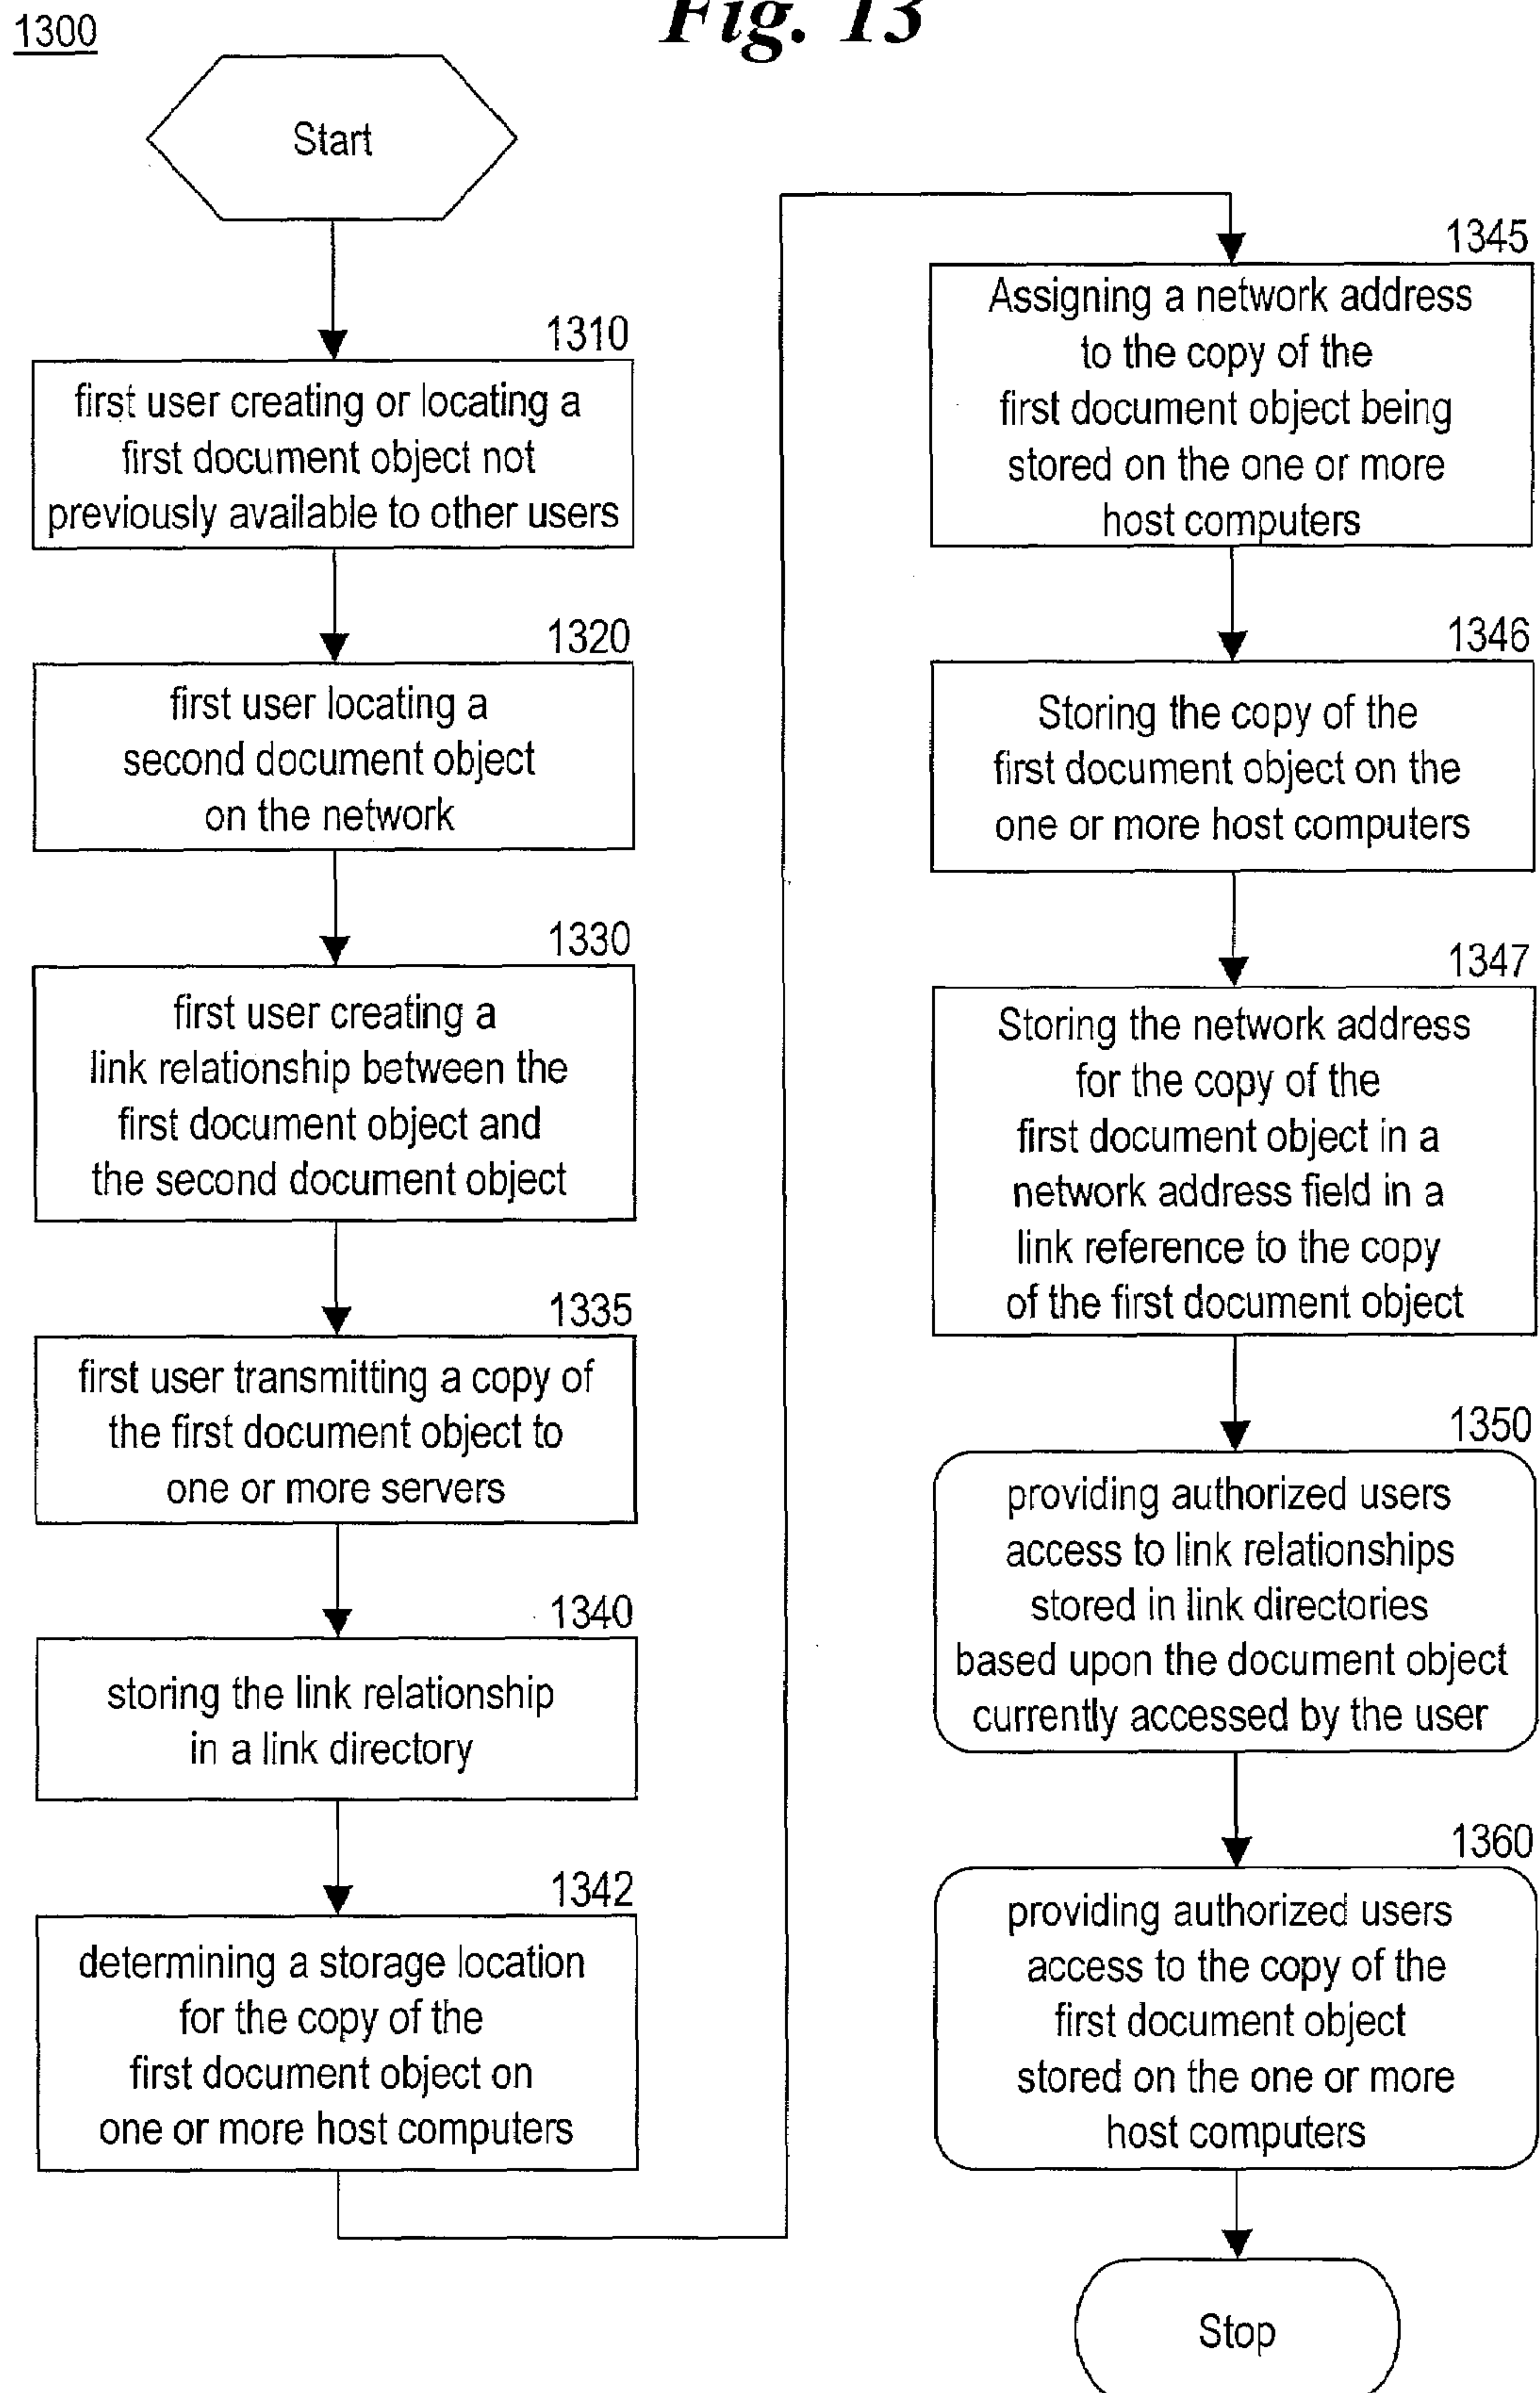 1300
Fig. 13
Start
1310
first user creating or locating a
first document object not
previously available to other users
1320
first user locating a
second document object
on the network
1330
first user creating a
link relationship between the
first document object and
the second document object
1335
first user transmitting a copy of
the first document object to
one or more servers
1340
storing the link relationship
in a link directory
1342
determining a storage location
for the copy of the
first document object on
one or more host computers
1345
Assigning a network address
to the copy of the
first document object being
stored on the one or more
host computers
1346
Storing the copy of the
first document object on the
one or more host computers
1347
Storing the network address
for the copy of the
first document object in a
network address field in a
link reference to the copy
of the first document object
1350
providing authorized users
access to link relationships
stored in link directories
based upon the document object
currently accessed by the user
1360
providing authorized users
access to the copy of the
first document object
stored on the one or more
host computers
Stop